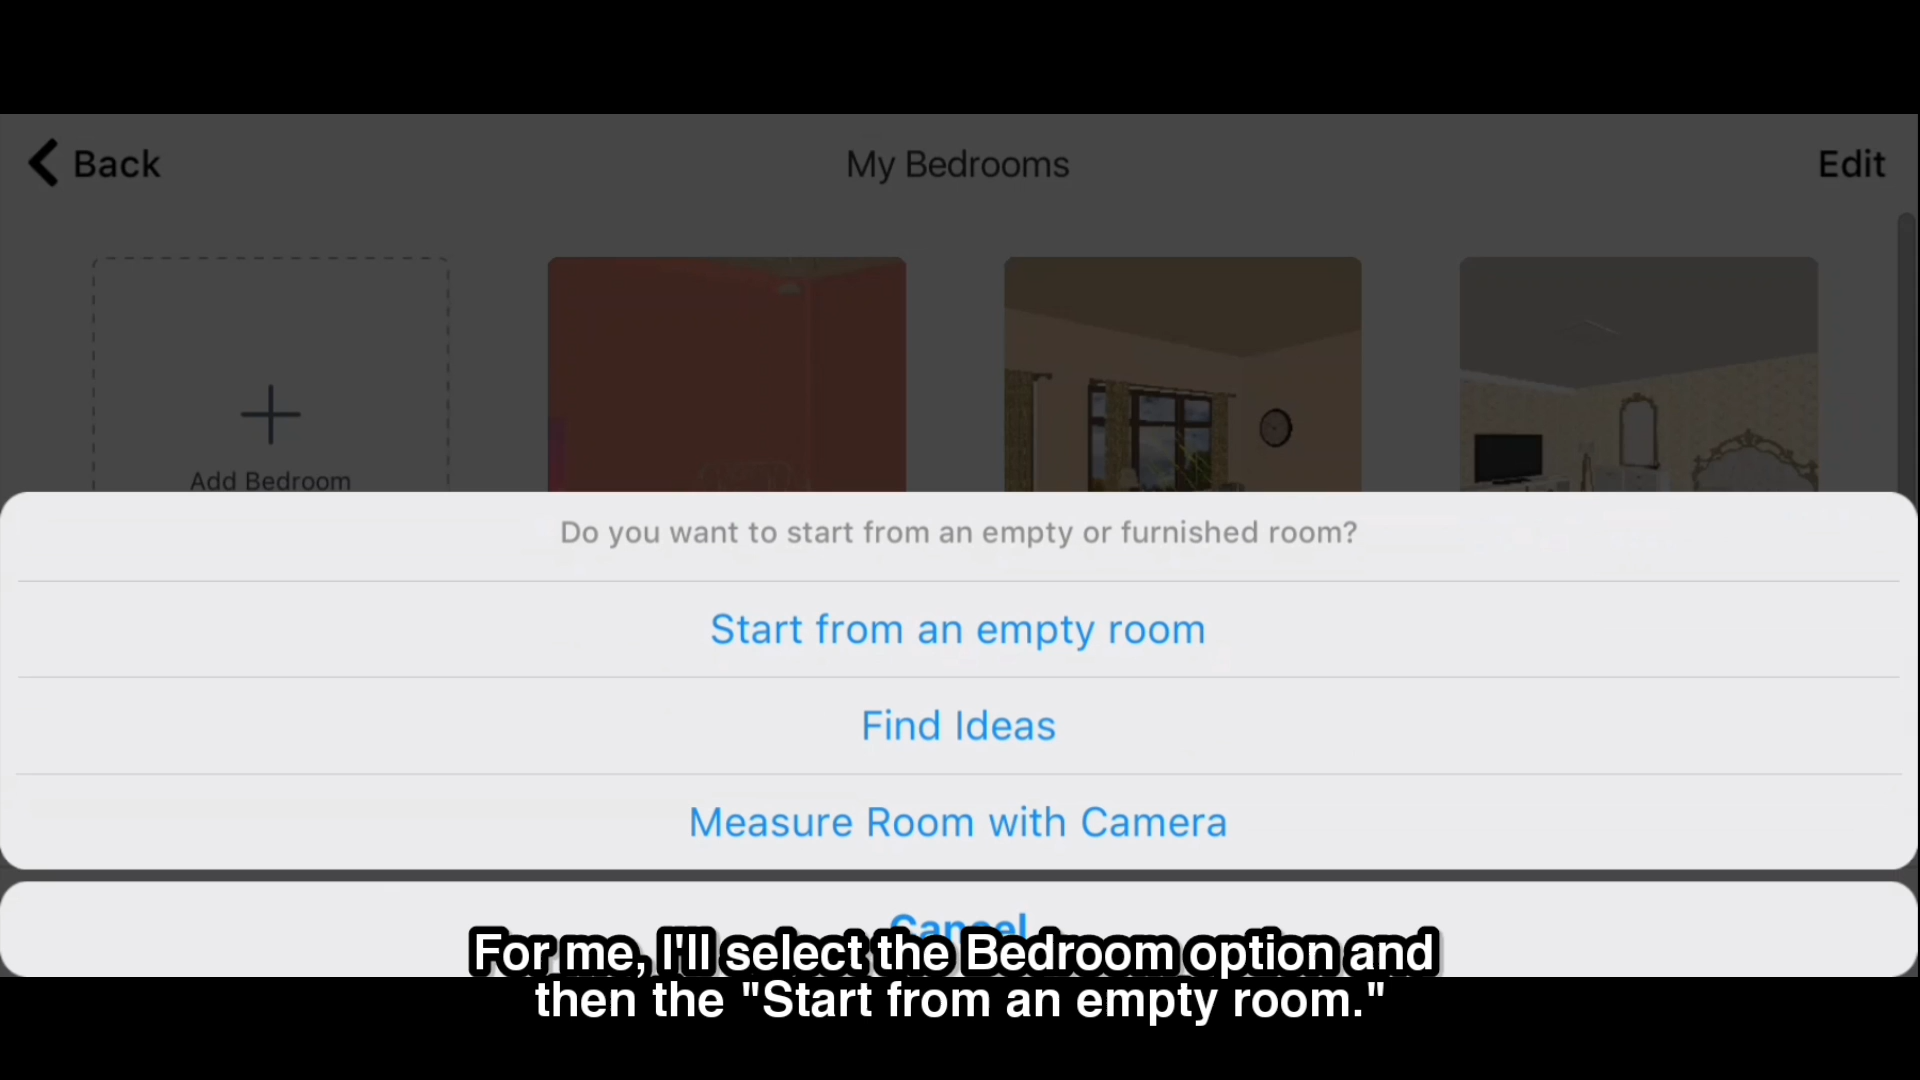 Back
My Bedrooms
Edit
Add Bedroom
Do you want to start from an empty or furnished room?
Start from an empty room
Find Ideas
Measure Room with Camera
Cancel
For me, I'll select the Bedroom option and
then the "Start from an empty room."